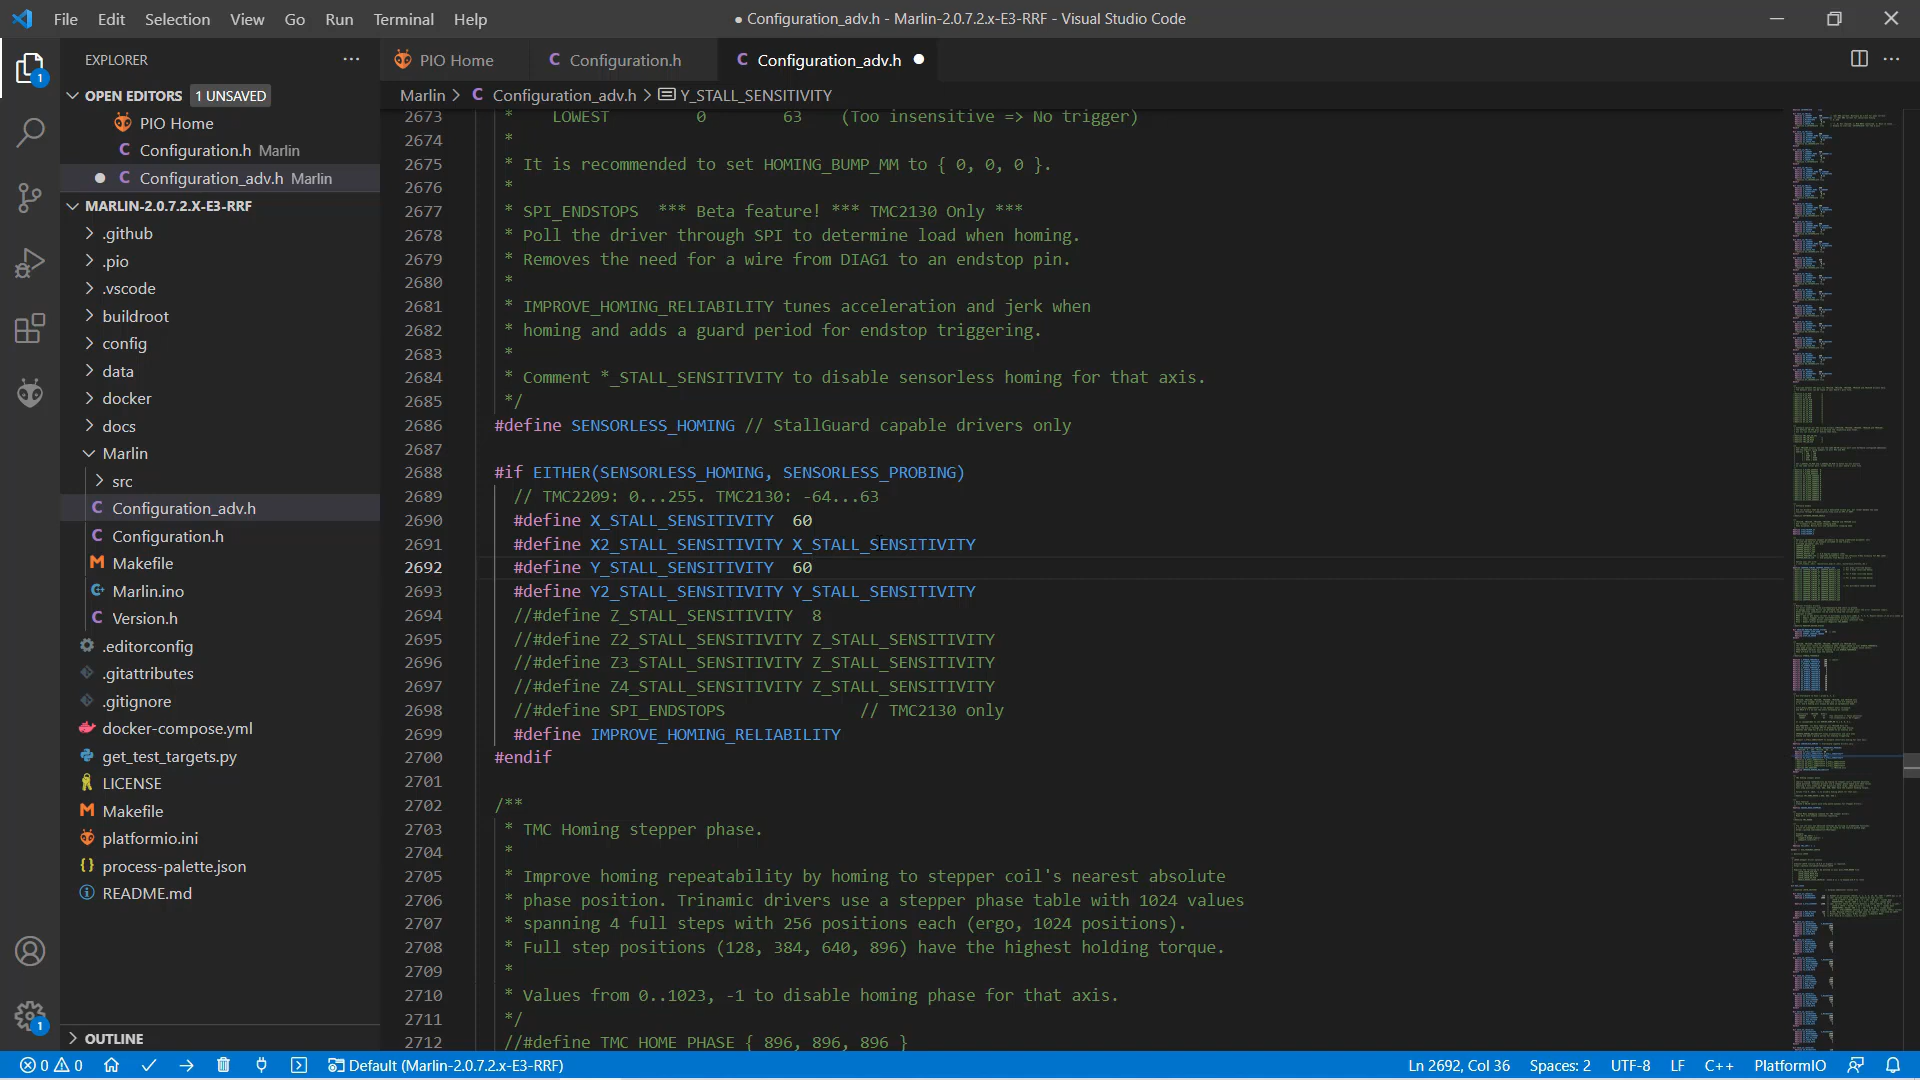 File Edit Selection View Go Run Terminal Help
● Configuration_adv.h - Marlin-2.0.7.2.x-E3-RRF - Visual Studio Code
EXPLORER
OPEN EDITORS 1 UNSAVED
PIO Home
Configuration.h Marlin
Configuration_adv.h Marlin
MARLIN-2.0.7.2.X-E3-RRF
.github
.pio
.vscode
buildroot
config
data
docker
docs
Marlin
src
Configuration_adv.h
Configuration.h
Makefile
Marlin.ino
Version.h
.editorconfig
.gitattributes
.gitignore
docker-compose.yml
get_test_targets.py
LICENSE
Makefile
platformio.ini
process-palette.json
README.md
OUTLINE
1
1
PIO Home
Configuration.h
Configuration_adv.h
Marlin > Configuration_adv.h > Y_STALL_SENSITIVITY
2673 * LOWEST 0 63 (Too insensitive => No trigger)
2674 *
2675 * It is recommended to set HOMING_BUMP_MM to { 0, 0, 0 }.
2676 *
2677 * SPI_ENDSTOPS *** Beta feature! *** TMC2130 Only ***
2678 * Poll the driver through SPI to determine load when homing.
2679 * Removes the need for a wire from DIAG1 to an endstop pin.
2680 *
2681 * IMPROVE_HOMING_RELIABILITY tunes acceleration and jerk when
2682 * homing and adds a guard period for endstop triggering.
2683 *
2684 * Comment *_STALL_SENSITIVITY to disable sensorless homing for that axis.
2685 */
2686 #define SENSORLESS_HOMING // StallGuard capable drivers only
2687
2688 #if EITHER(SENSORLESS_HOMING, SENSORLESS_PROBING)
2689 // TMC2209: 0...255. TMC2130: -64...63
2690 #define X_STALL_SENSITIVITY 60
2691 #define X2_STALL_SENSITIVITY X_STALL_SENSITIVITY
2692 #define Y_STALL_SENSITIVITY 60
2693 #define Y2_STALL_SENSITIVITY Y_STALL_SENSITIVITY
2694 //#define Z_STALL_SENSITIVITY 8
2695 //#define Z2_STALL_SENSITIVITY Z_STALL_SENSITIVITY
2696 //#define Z3_STALL_SENSITIVITY Z_STALL_SENSITIVITY
2697 //#define Z4_STALL_SENSITIVITY Z_STALL_SENSITIVITY
2698 //#define SPI_ENDSTOPS // TMC2130 only
2699 #define IMPROVE_HOMING_RELIABILITY
2700 #endif
2701
2702 /**
2703 * TMC Homing stepper phase.
2704 *
2705 * Improve homing repeatability by homing to stepper coil's nearest absolute
2706 * phase position. Trinamic drivers use a stepper phase table with 1024 values
2707 * spanning 4 full steps with 256 positions each (ergo, 1024 positions).
2708 * Full step positions (128, 384, 640, 896) have the highest holding torque.
2709 *
2710 * Values from 0..1023, -1 to disable homing phase for that axis.
2711 */
2712 //#define TMC_HOME_PHASE { 896, 896, 896 }
0 0 Default (Marlin-2.0.7.2.x-E3-RRF) Ln 2692, Col 36 Spaces: 2 UTF-8 LF C++ PlatformIO